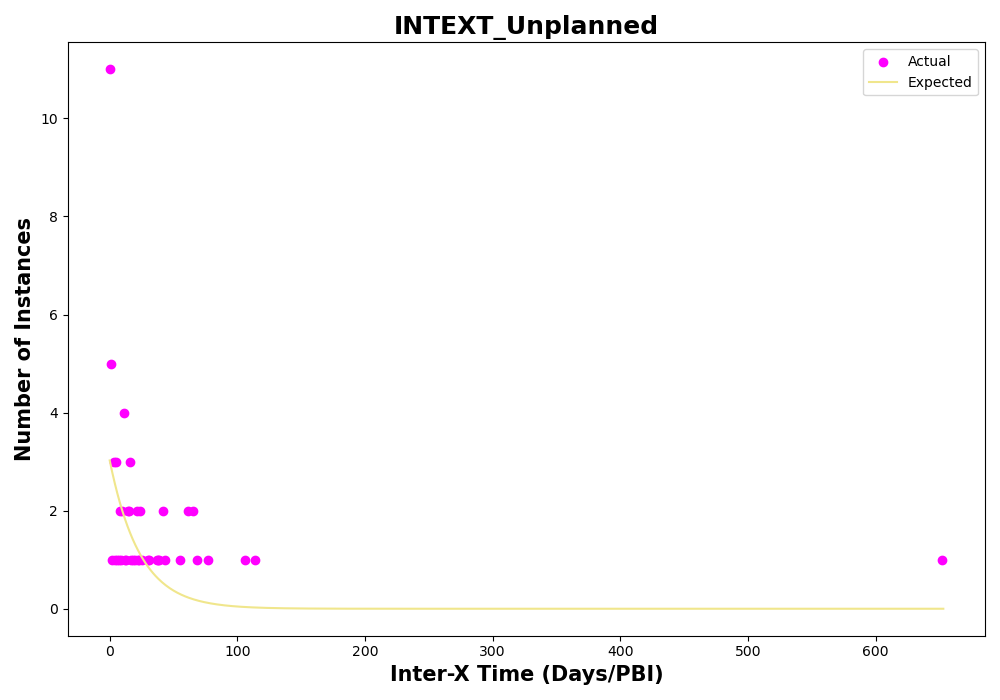 INTEXT_Unplanned
Actual
Expected
10
8
6
4
2
0
Number of Instances
0 100 200 300 400 500 600
Inter-X Time (Days/PBI)